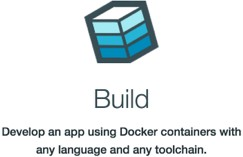 Build
Develop an app using Docker containers with
any language and any toolchain.